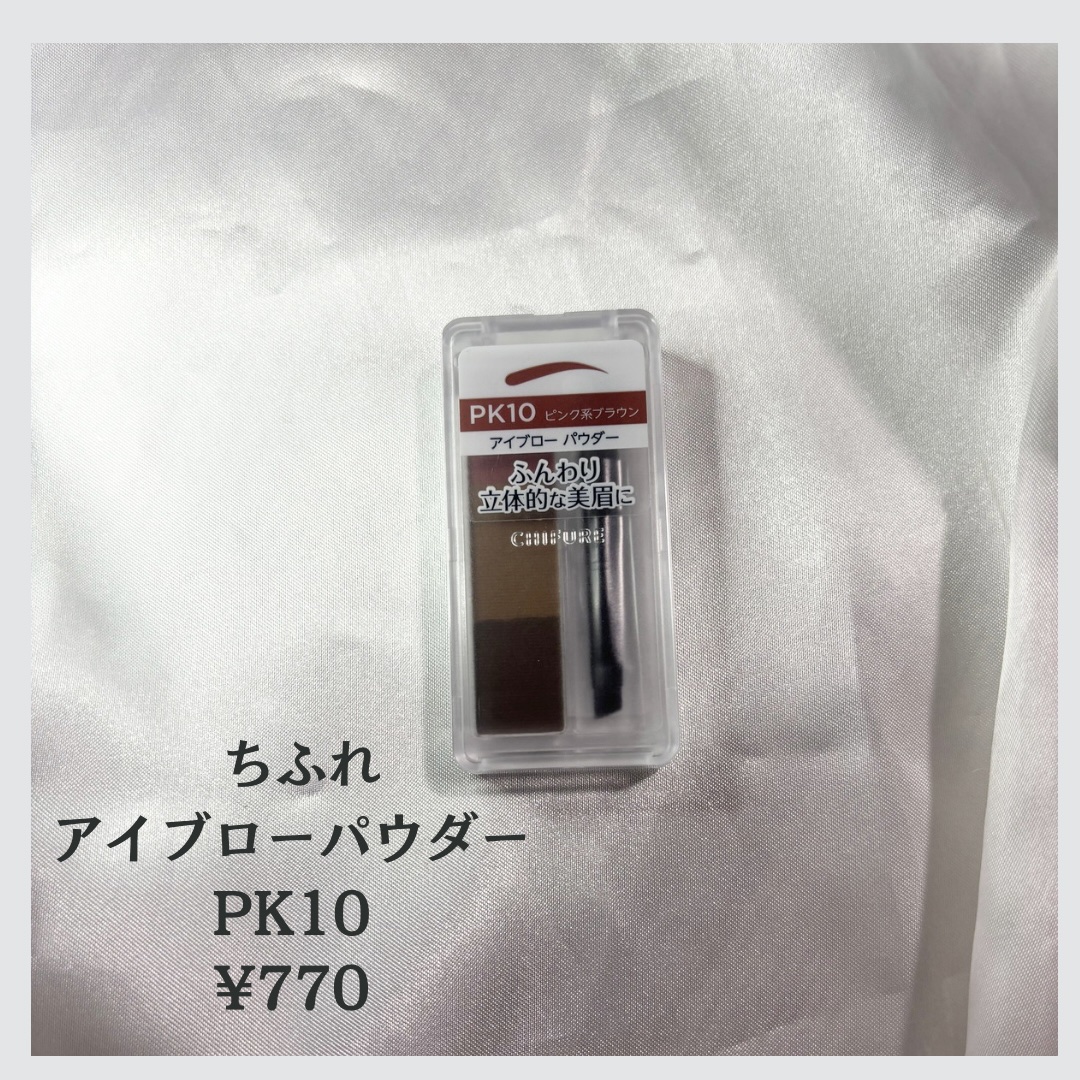 PK10 ピンク系ブラウン
アイブロー パウダー
ふんわり
立体的な美眉に
CHIFURE
ちふれ
アイブローパウダー
PK10
¥770